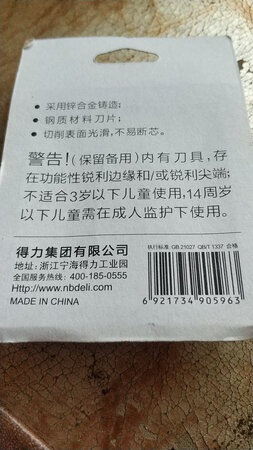 • 采用锌合金铸造;
• 钢质材料刀片;
• 切削表面光滑,不易断芯。
警告!(保留备用)内有刀具,存
在功能性锐利边缘和/或锐利尖端;
不适合3岁以下儿童使用,14周岁
以下儿童需在成人监护下使用。
得力集团有限公司
地址: 浙江宁海得力工业园
全国服务热线: 400-185-0555
Http://www.nbdeli.com
MADE IN CHINA
执行标准 GB 21027 QB/T 1337 合格
6 921734 905963